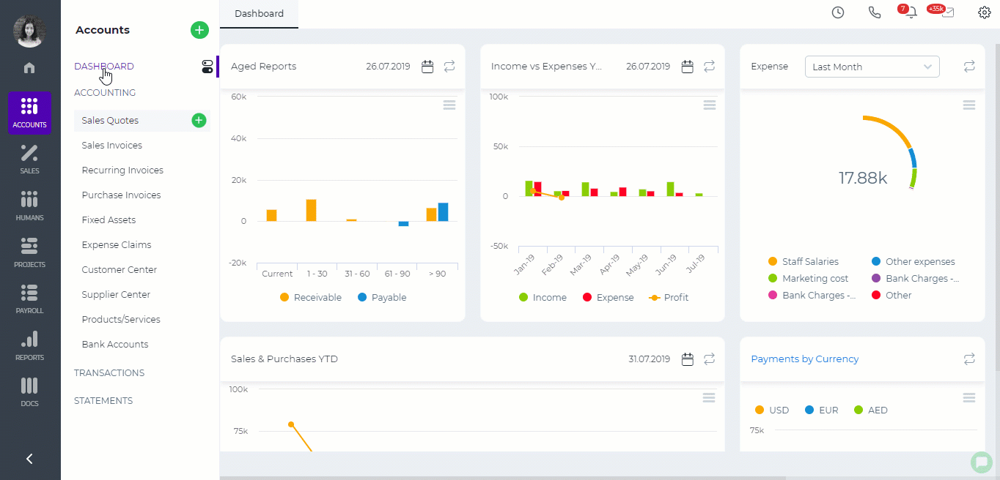 Accounts
DASHBOARD
ACCOUNTING
Sales Quotes
Sales Invoices
Recurring Invoices
Purchase Invoices
Fixed Assets
Expense Claims
Customer Center
Supplier Center
Products/Services
Bank Accounts
TRANSACTIONS
STATEMENTS
ACCOUNTS
SALES
HUMANS
PROJECTS
PAYROLL
REPORTS
DOCS
Dashboard
7
+35k
Aged Reports 26.07.2019
60k
40k
20k
0
-20k
Current 1 - 30 31 - 60 61 - 90 > 90
Receivable Payable
Income vs Expenses Y... 26.07.2019
100k
50k
0
-50k
Jan-19 Feb-19 Mar-19 Apr-19 May-19 Jun-19 Jul-19
Income Expense Profit
Expense Last Month
17.88k
Staff Salaries Other expenses
Marketing cost Bank Charges -...
Bank Charges -... Other
Sales & Purchases YTD 31.07.2019
100k
75k
Payments by Currency
USD EUR AED
75k